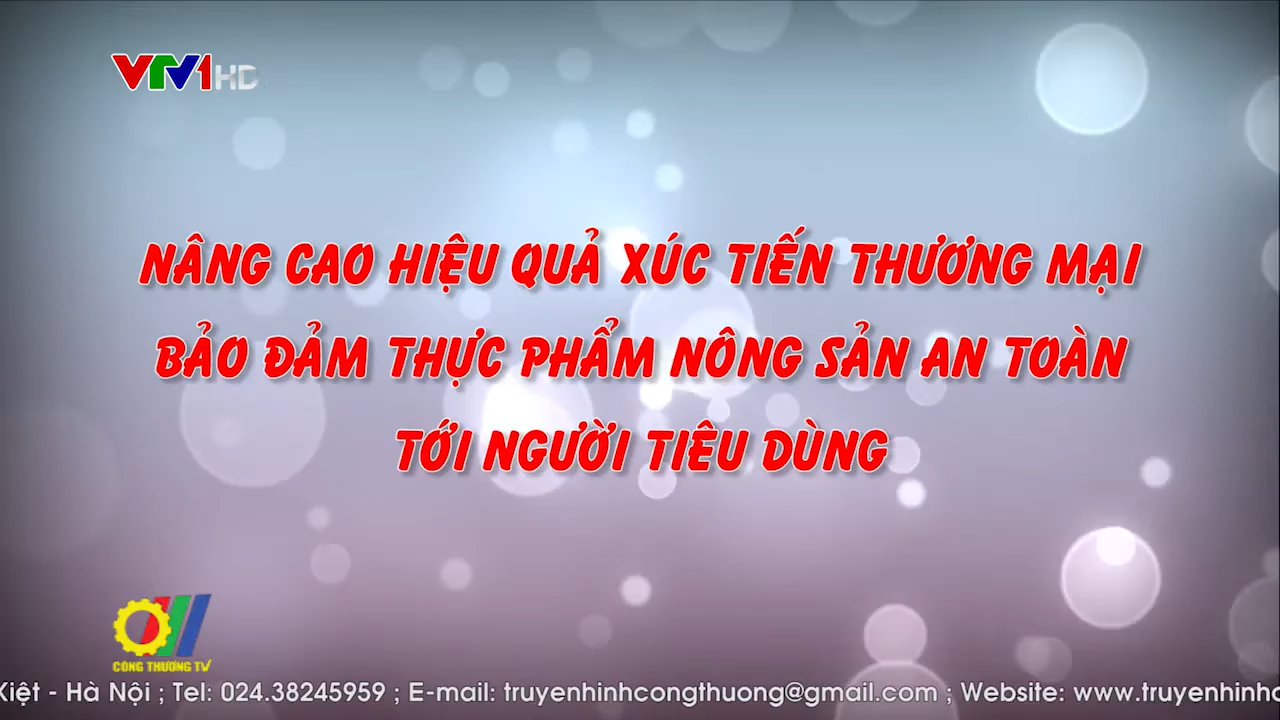 VTV1HD
NÂNG CAO HIỆU QUẢ XÚC TIẾN THƯƠNG MẠI
BẢO ĐẢM THỰC PHẨM NÔNG SẢN AN TOÀN
TỚI NGƯỜI TIÊU DÙNG
CÔNG THƯƠNG TV
Kiệt - Hà Nội ; Tel: 024.38245959 ; E-mail: truyenhinhcongthuong@gmail.com ; Website: www.truyenhinhc